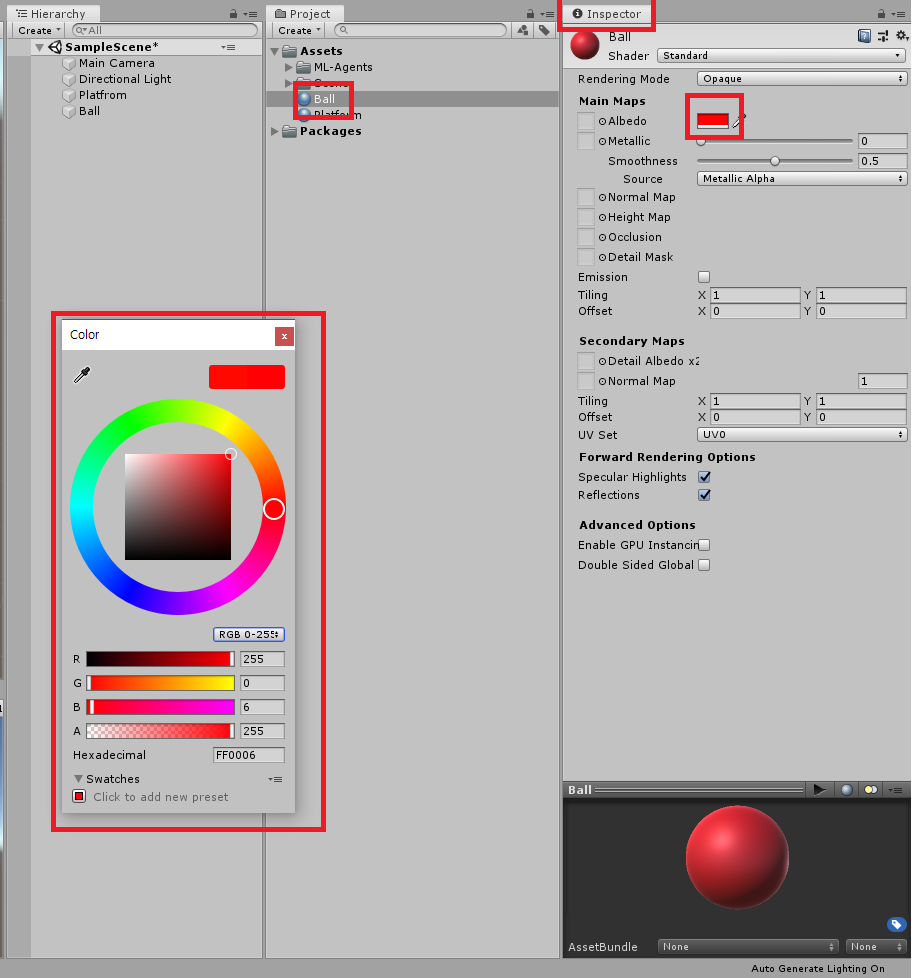 Hierarchy
Create
All
SampleScene*
Main Camera
Directional Light
Platfrom
Ball
Project
Create
Assets
ML-Agents
Ball
Platfrom
Packages
Inspector
Ball
Shader Standard
Rendering Mode Opaque
Main Maps
Albedo
Metallic 0
Smoothness 0.5
Source Metallic Alpha
Normal Map
Height Map
Occlusion
Detail Mask
Emission
Tiling X 1 Y 1
Offset X 0 Y 0
Secondary Maps
Detail Albedo x2
Normal Map 1
Tiling X 1 Y 1
Offset X 0 Y 0
UV Set UV0
Forward Rendering Options
Specular Highlights
Reflections
Advanced Options
Enable GPU Instancin
Double Sided Global
Color
x
RGB 0-255
R 255
G 0
B 6
A 255
Hexadecimal FF0006
Swatches
Click to add new preset
Ball
AssetBundle None None
Auto Generate Lighting On